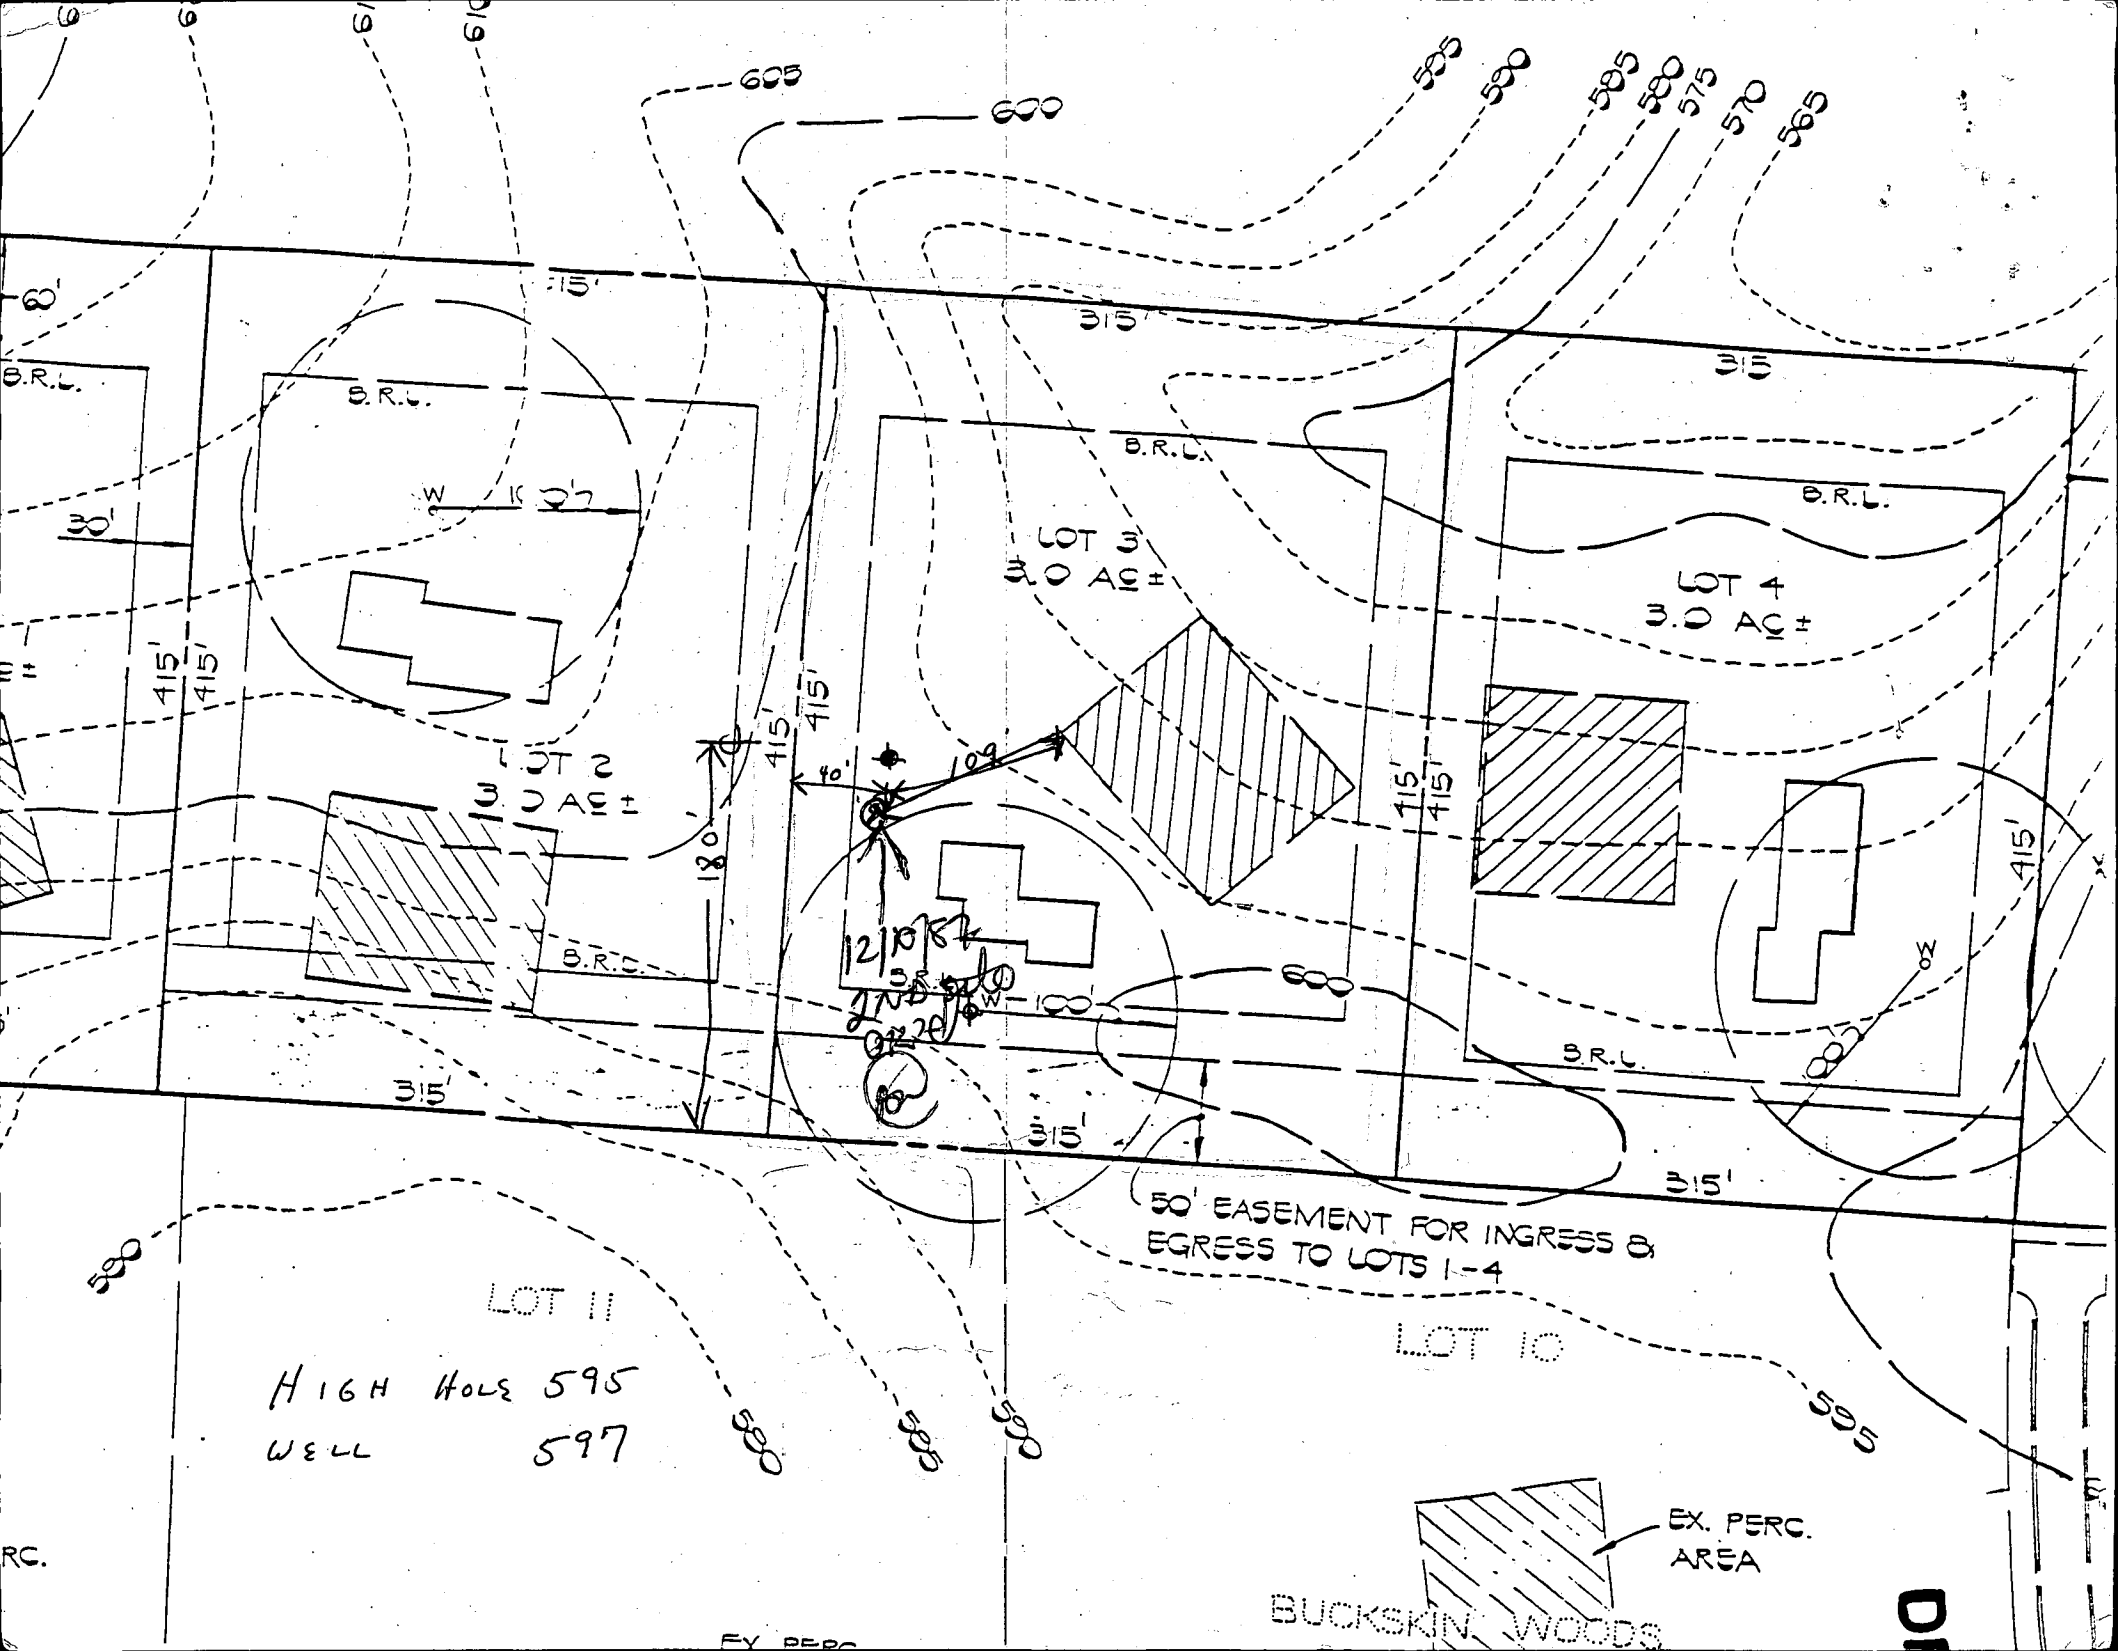 605
600
595
590
585
580
575
570
565
60'
315'
315'
315
B.R.L.
B.R.L.
B.R.L.
B.R.L.
W
30'
LOT 3
3.0 AC ±
LOT 4
3.0 AC ±
415'
415'
415'
415'
415'
415'
415'
LOT 2
3.0 AC ±
40'
109
180'
12/10/87
2ND
W
100'
600
W
100'
B.R.L.
B.R.L.
315'
315'
315'
50' EASEMENT FOR INGRESS &
EGRESS TO LOTS 1-4
590
LOT 11
LOT 10
HIGH HOLE 595
WELL 597
580
585
590
595
EX. PERC.
AREA
RC.
BUCKSKIN WOODS
EX PERC